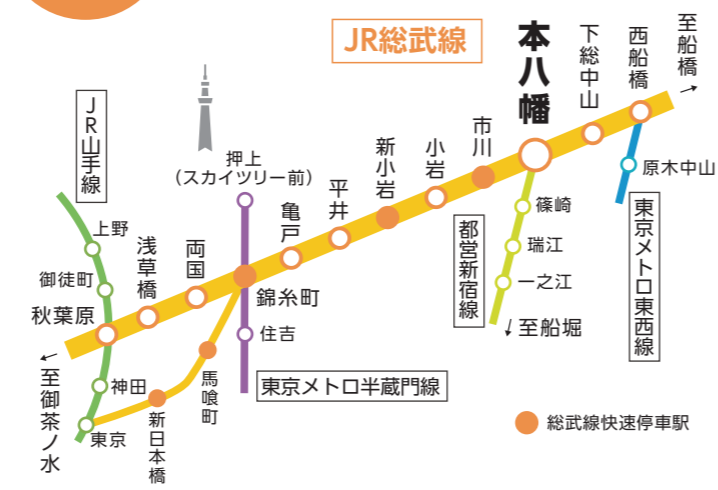 JR総武線
本八幡
下総中山
西船橋
至船橋
→
JR山手線
押上
(スカイツリー前)
新小岩
小岩
市川
原木中山
上野
浅草橋
両国
亀戸
平井
都営新宿線
篠崎
瑞江
一之江
東京メトロ東西線
御徒町
秋葉原
錦糸町
↓至船堀
←
至御茶ノ水
神田
住吉
馬喰町
東京メトロ半蔵門線
東京
新日本橋
総武線快速停車駅